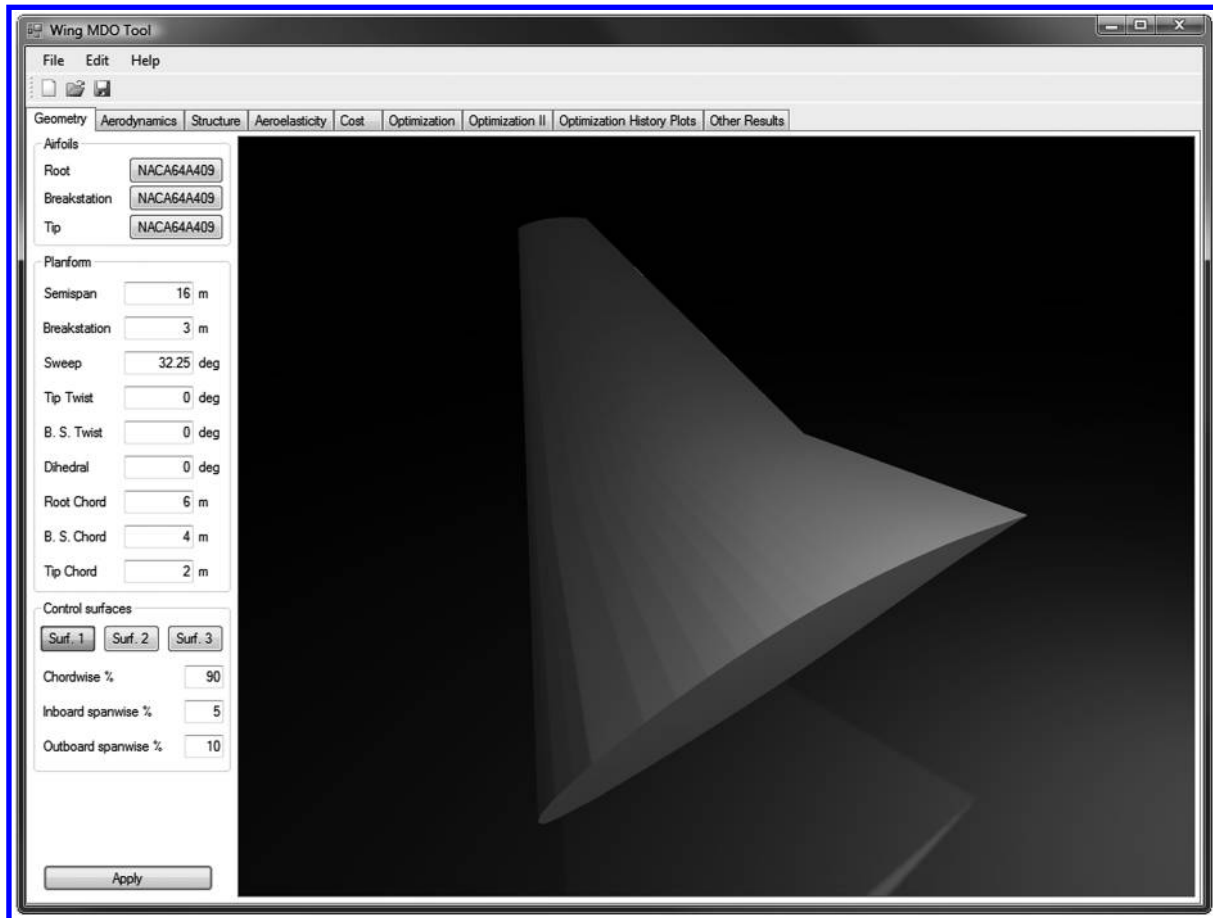 Wing MDO Tool
File Edit Help
Geometry Aerodynamics Structure Aeroelasticity Cost Optimization Optimization II Optimization History Plots Other Results
Airfoils
Root NACA64A409
Breakstation NACA64A409
Tip NACA64A409
Planform
Semispan 16 m
Breakstation 3 m
Sweep 32.25 deg
Tip Twist 0 deg
B. S. Twist 0 deg
Dihedral 0 deg
Root Chord 6 m
B. S. Chord 4 m
Tip Chord 2 m
Control surfaces
Surf. 1 Surf. 2 Surf. 3
Chordwise % 90
Inboard spanwise % 5
Outboard spanwise % 10
Apply